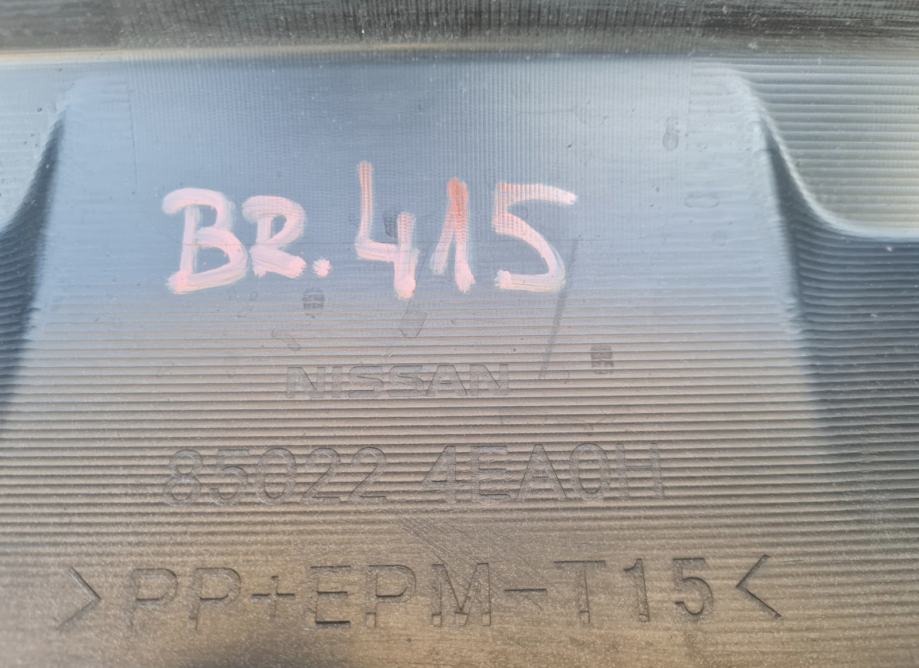 BR.415
NISSAN
85022 4EA0H
>PP+EPM-T15<